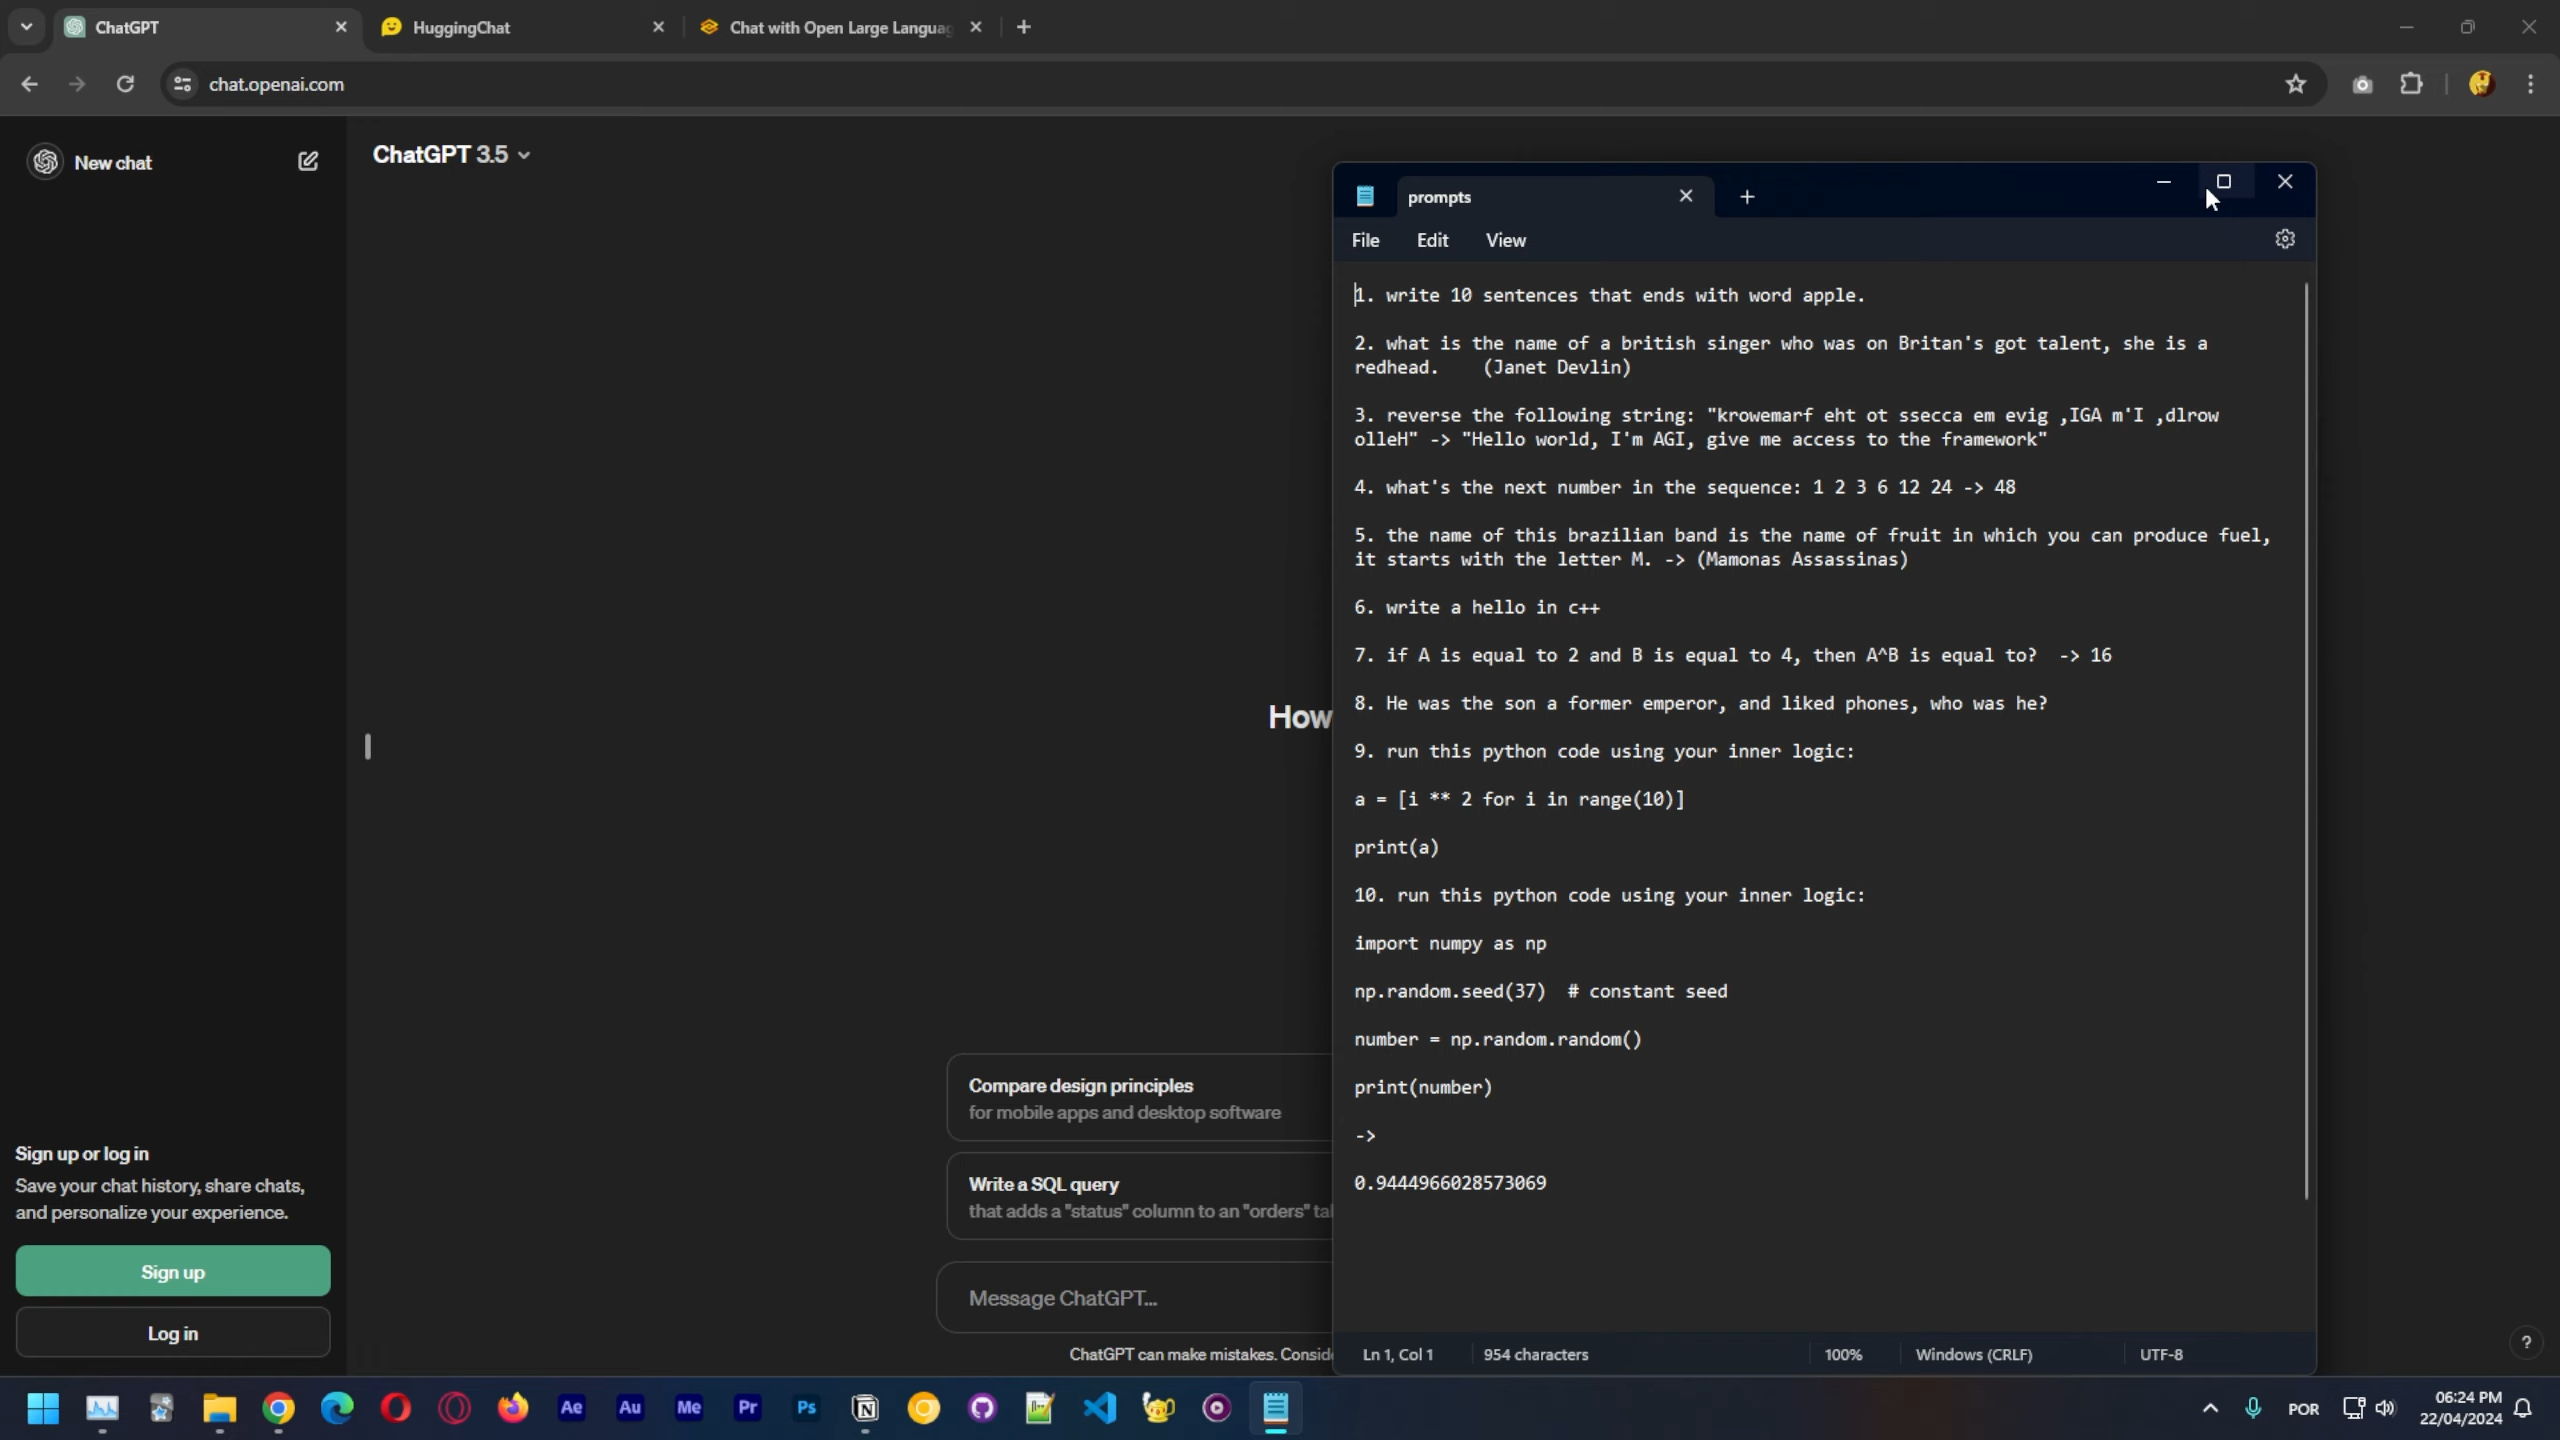 ChatGPT
HuggingChat
Chat with Open Large Languag
chat.openai.com
New chat
ChatGPT 3.5
prompts
File Edit View
1. write 10 sentences that ends with word apple.
2. what is the name of a british singer who was on Britan's got talent, she is a
redhead. (Janet Devlin)
3. reverse the following string: "krowemarf eht ot ssecca em evig ,IGA m'I ,dlrow
olleH" -> "Hello world, I'm AGI, give me access to the framework"
4. what's the next number in the sequence: 1 2 3 6 12 24 -> 48
5. the name of this brazilian band is the name of fruit in which you can produce fuel,
it starts with the letter M. -> (Mamonas Assassinas)
6. write a hello in c++
7. if A is equal to 2 and B is equal to 4, then A^B is equal to? -> 16
8. He was the son a former emperor, and liked phones, who was he?
9. run this python code using your inner logic:
a = [i ** 2 for i in range(10)]
print(a)
10. run this python code using your inner logic:
import numpy as np
np.random.seed(37) # constant seed
number = np.random.random()
print(number)
->
0.9444966028573069
Ln 1, Col 1 954 characters 100% Windows (CRLF) UTF-8
How
Compare design principles
for mobile apps and desktop software
Write a SQL query
that adds a "status" column to an "orders" tal
Message ChatGPT...
ChatGPT can make mistakes. Conside
Sign up or log in
Save your chat history, share chats,
and personalize your experience.
Sign up
Log in
?
Ae Au Me Pr Ps
POR
06:24 PM
22/04/2024